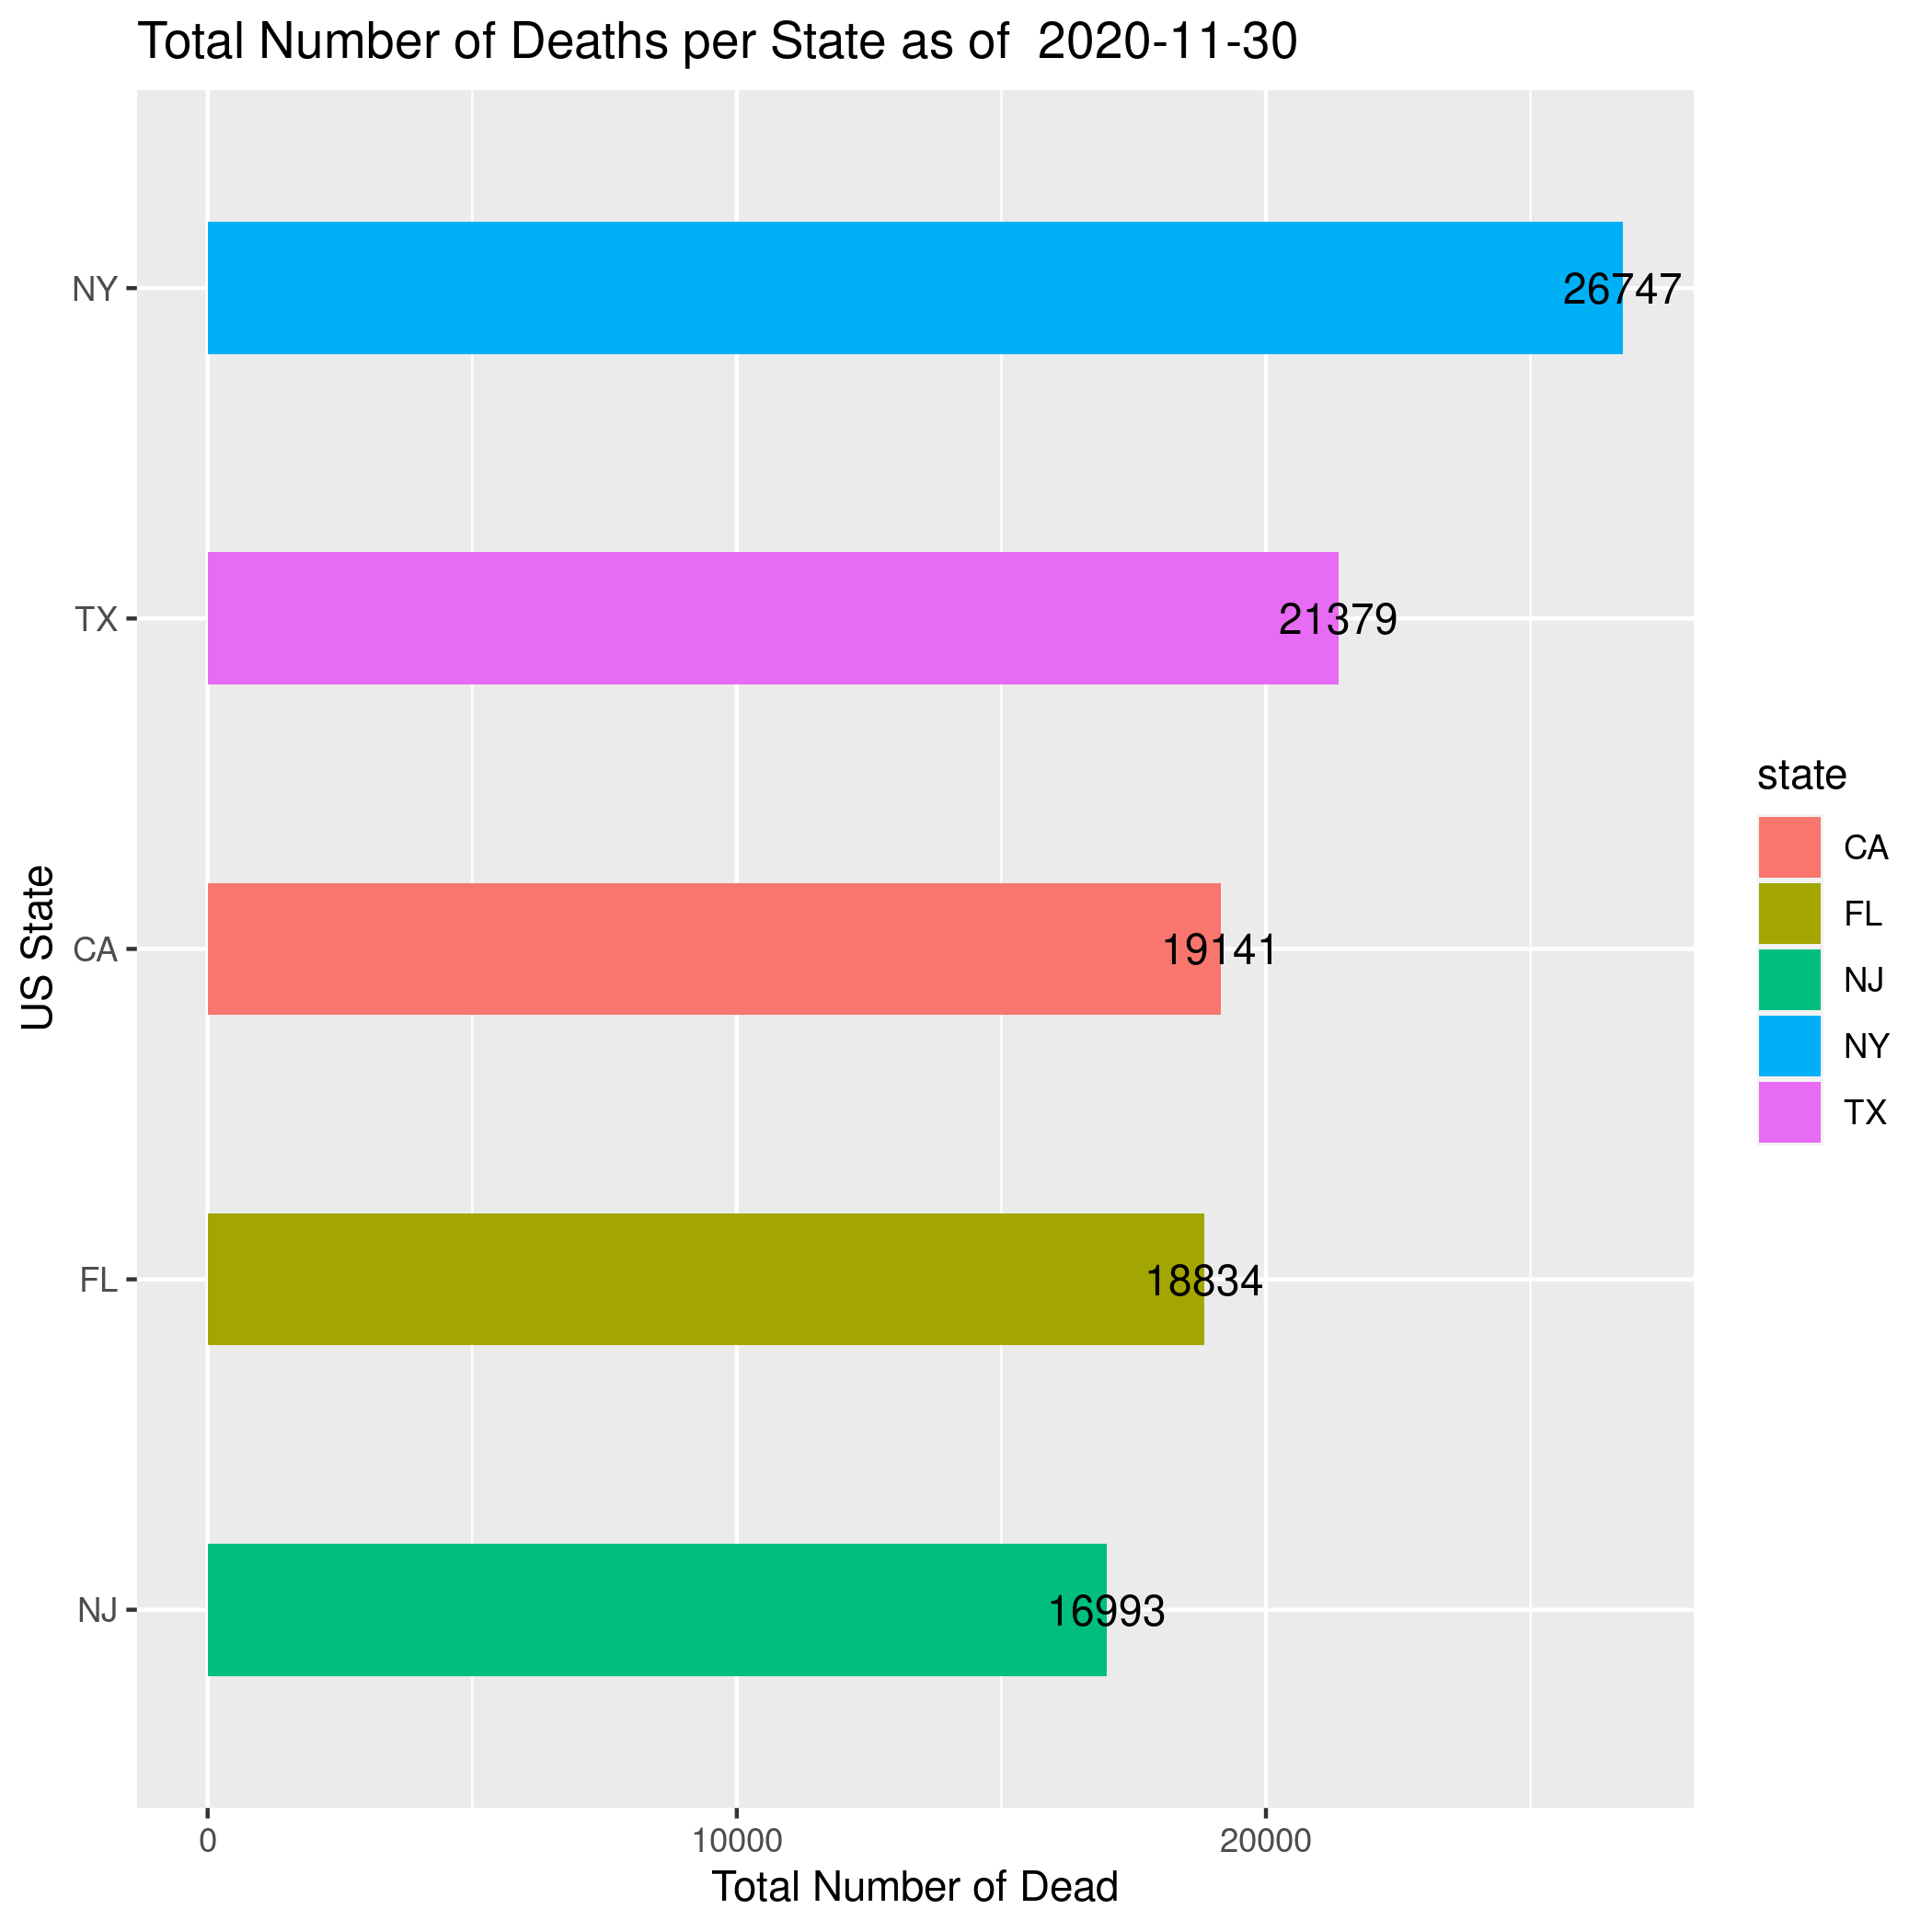 Total Number of Deaths per State as of  2020-11-30
NY
26747
TX
21379
CA
19141
FL
18834
NJ
16993
US State
0
10000
20000
Total Number of Dead
state
CA
FL
NJ
NY
TX